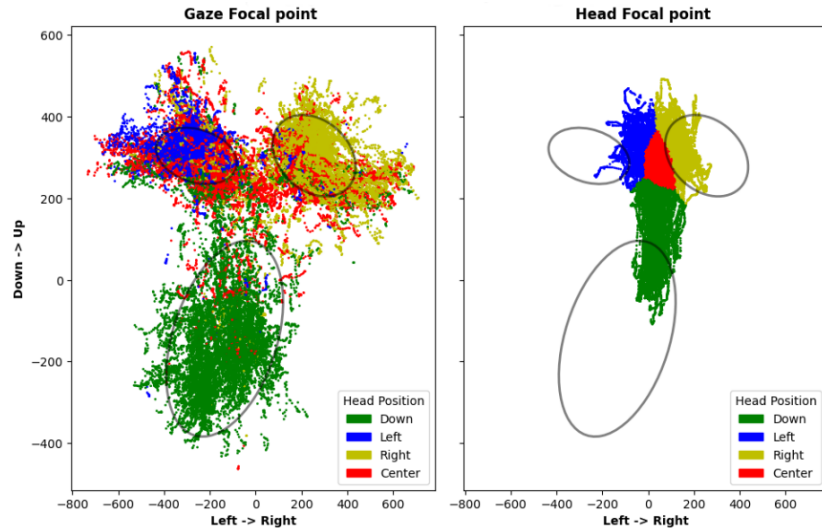 Gaze Focal point
Head Focal point
600
400
200
0
−200
−400
Down -> Up
−800 −600 −400 −200 0 200 400 600
−800 −600 −400 −200 0 200 400 600
Left -> Right
Left -> Right
Head Position
Down
Left
Right
Center
Head Position
Down
Left
Right
Center